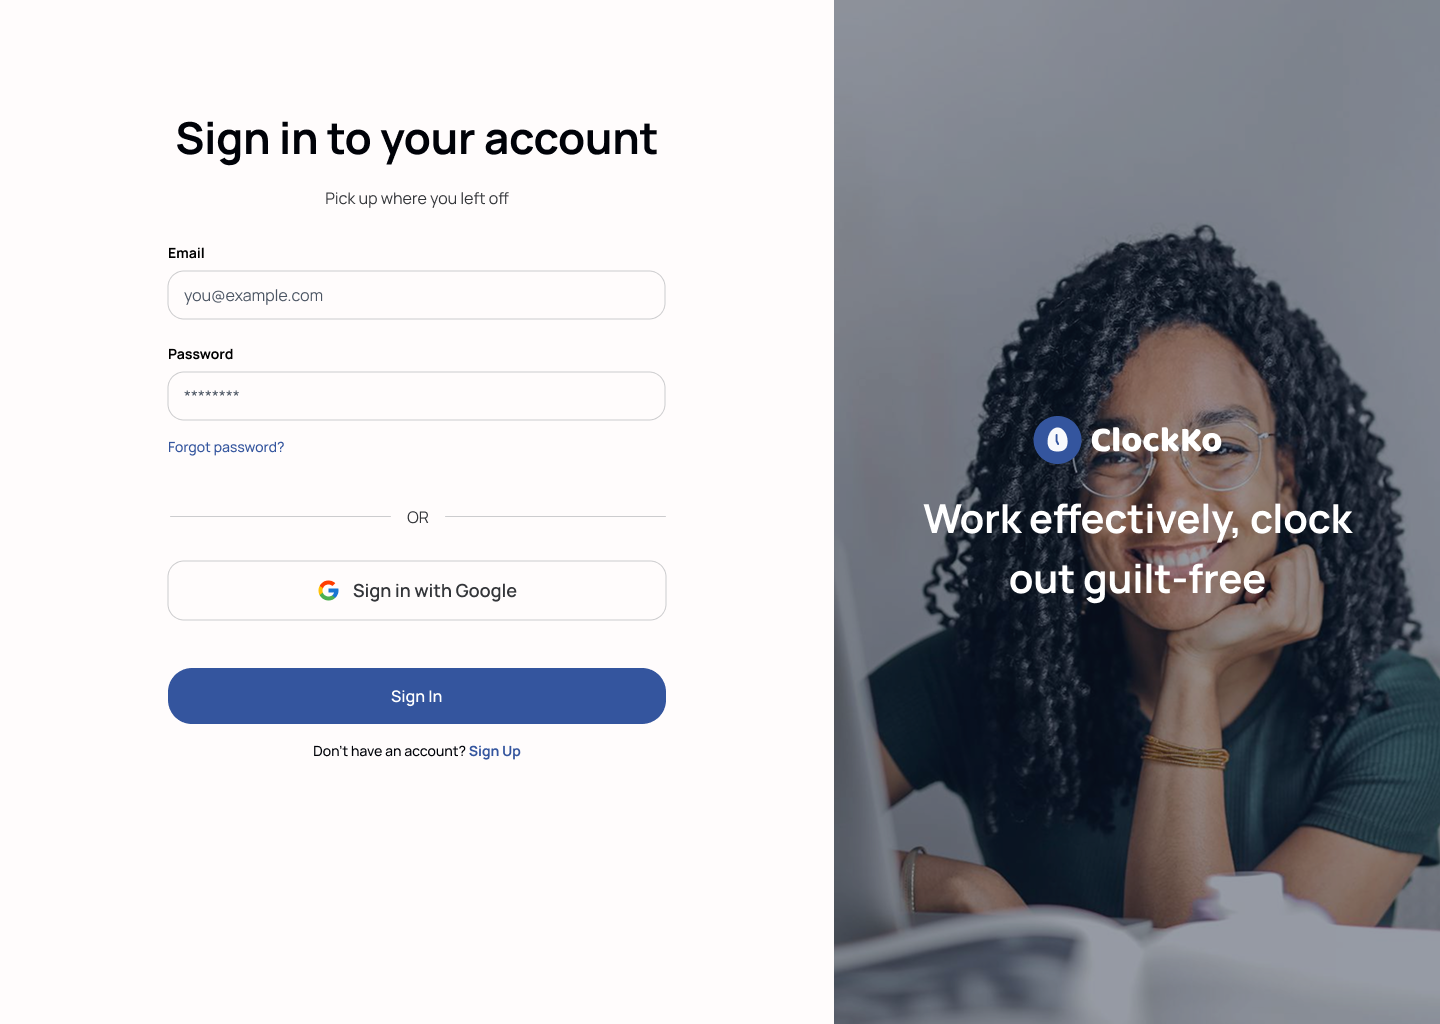 Sign in to your account
Pick up where you left off
Email
you@example.com
Password
********
Forgot password?
OR
Sign in with Google
Sign In
Don't have an account? Sign Up
ClockKo
Work effectively, clock
out guilt-free